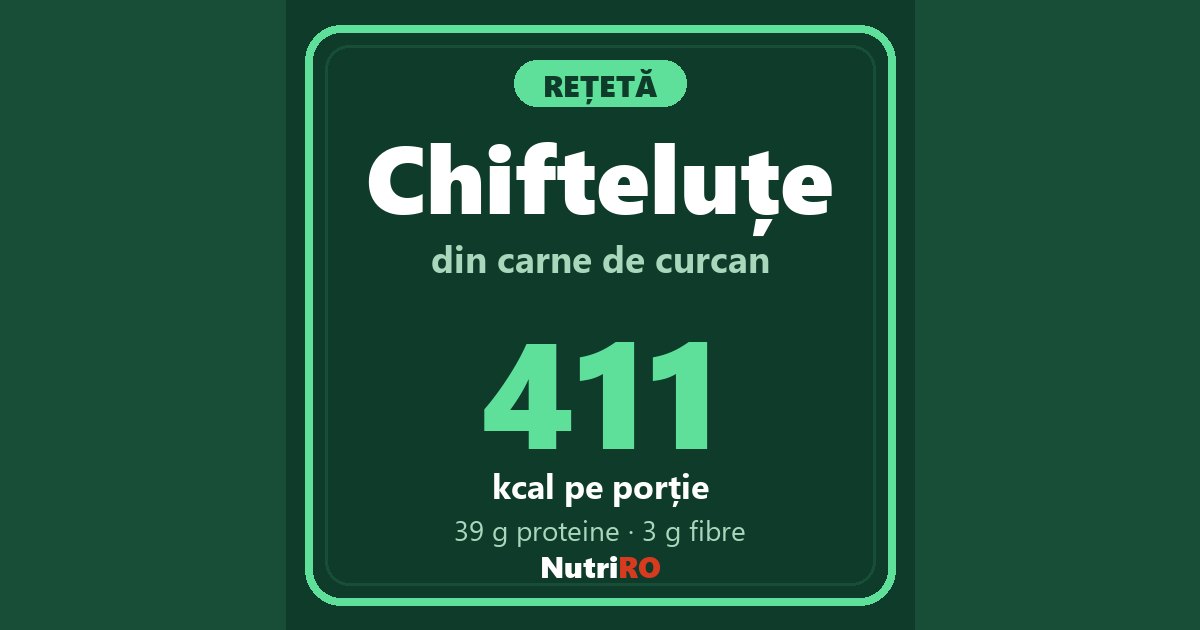 REȚETĂ
Chifteluțe
din carne de curcan
411
kcal pe porție
39 g proteine · 3 g fibre
NutriRO